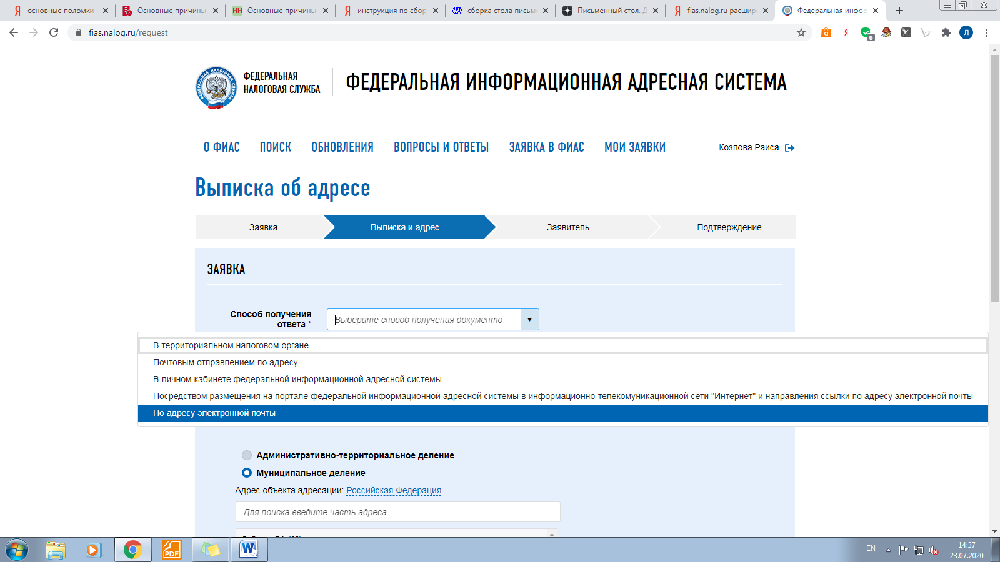 основные поломки
Основные причины
Основные причины
инструкция по сбор
сборка стола письм
Письменный стол. Д
fias.nalog.ru расшир
Федеральная инфор
fias.nalog.ru/request
0
Л
ФЕДЕРАЛЬНАЯ
НАЛОГОВАЯ СЛУЖБА
ФЕДЕРАЛЬНАЯ ИНФОРМАЦИОННАЯ АДРЕСНАЯ СИСТЕМА
О ФИАС ПОИСК ОБНОВЛЕНИЯ ВОПРОСЫ И ОТВЕТЫ ЗАЯВКА В ФИАС МОИ ЗАЯВКИ Козлова Раиса
Выписка об адресе
Заявка Выписка и адрес Заявитель Подтверждение
ЗАЯВКА
Способ получения
ответа *
Выберите способ получения документо
В территориальном налоговом органе
Почтовым отправлением по адресу
В личном кабинете федеральной информационной адресной системы
Посредством размещения на портале федеральной информационной адресной системы в информационно-телекомуникационной сети "Интернет" и направления ссылки по адресу электронной почты
По адресу электронной почты
Административно-территориальное деление
Муниципальное деление
Адрес объекта адресации: Российская Федерация
Для поиска введите часть адреса
EN
14:37
23.07.2020